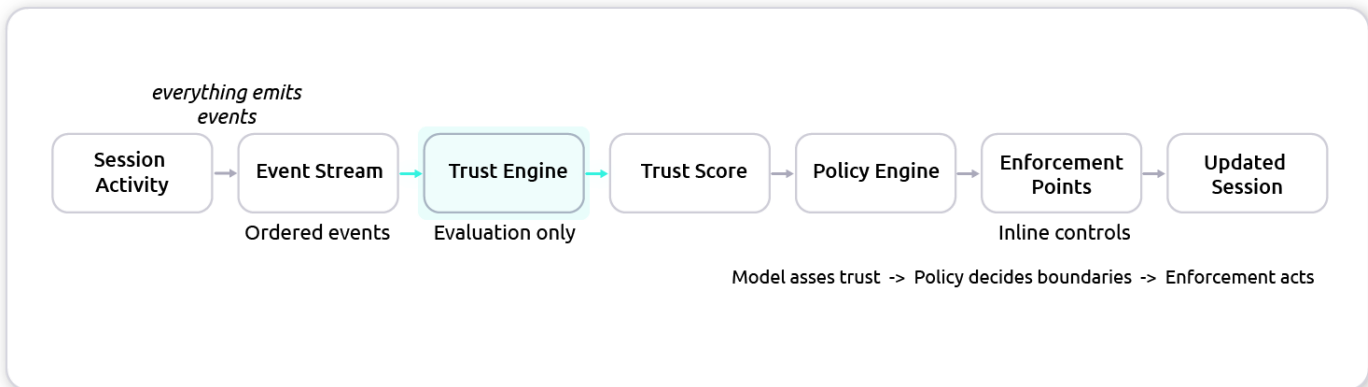 everything emits
events
Session
Activity
Event Stream
Trust Engine
Trust Score
Policy Engine
Enforcement
Points
Updated
Session
Ordered events
Evaluation only
Inline controls
Model asses trust -> Policy decides boundaries -> Enforcement acts